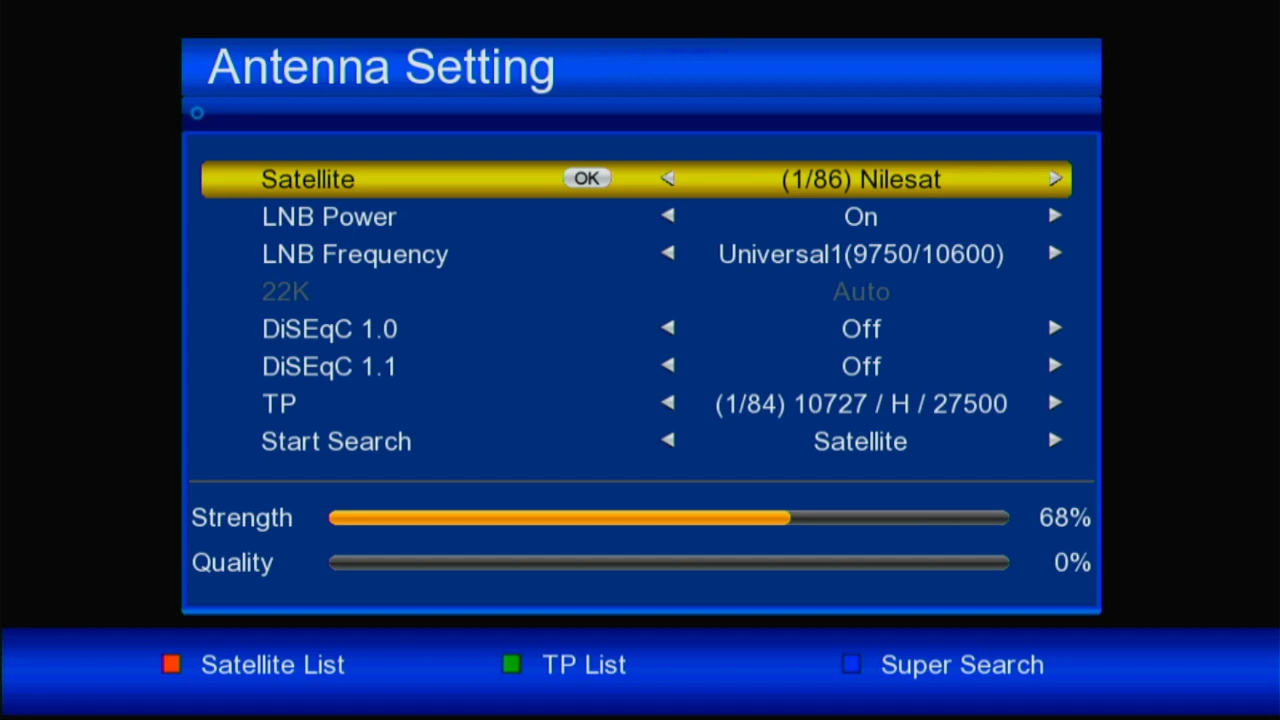 Antenna Setting
Satellite OK (1/86) Nilesat
LNB Power On
LNB Frequency Universal1(9750/10600)
22K Auto
DiSEqC 1.0 Off
DiSEqC 1.1 Off
TP (1/84) 10727 / H / 27500
Start Search Satellite
Strength 68%
Quality 0%
Satellite List TP List Super Search